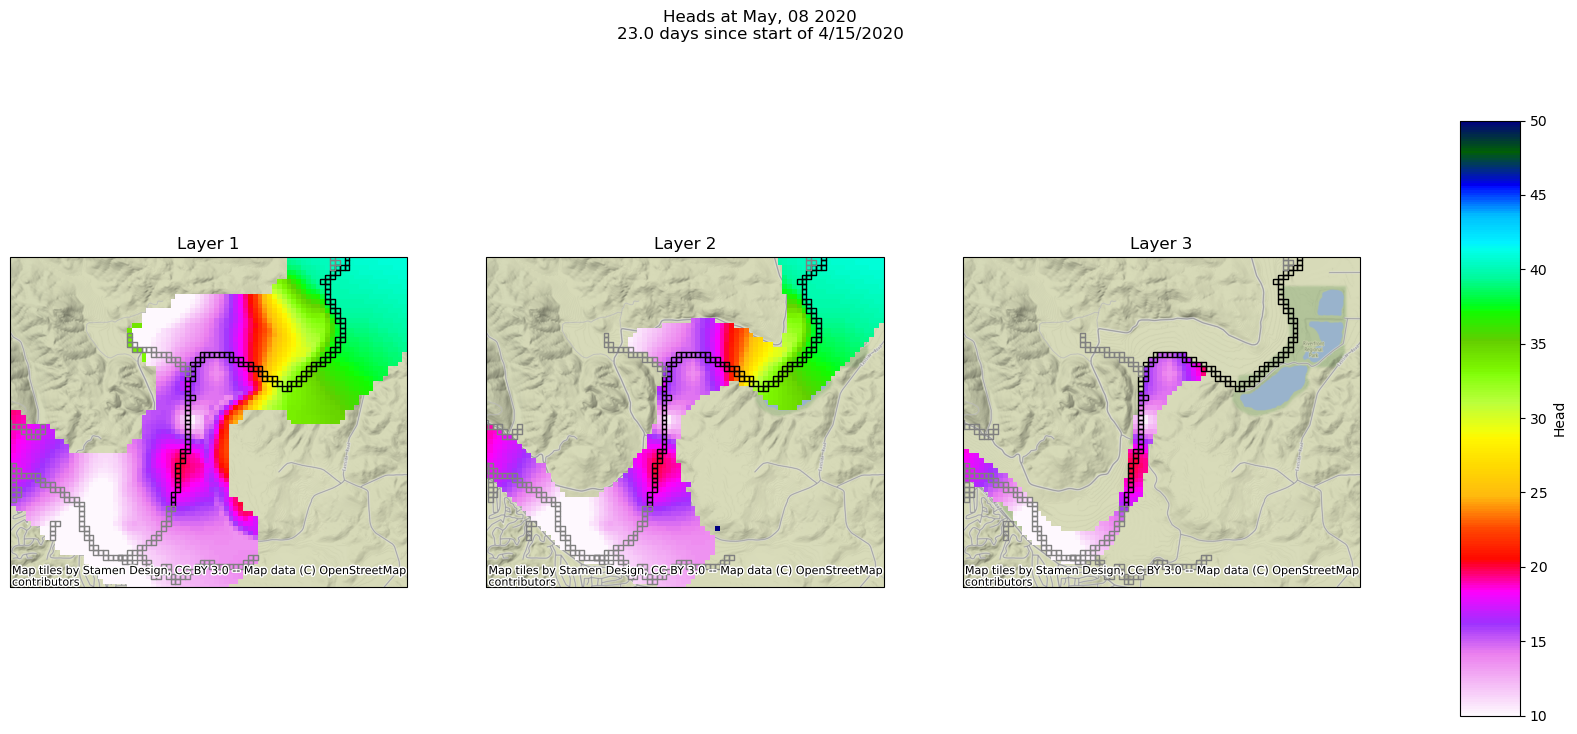 Heads at May, 08 2020
23.0 days since start of 4/15/2020
Layer 1
Layer 2
Layer 3
Map tiles by Stamen Design, CC BY 3.0 -- Map data (C) OpenStreetMap
contributors
Map tiles by Stamen Design, CC BY 3.0 -- Map data (C) OpenStreetMap
contributors
Map tiles by Stamen Design, CC BY 3.0 -- Map data (C) OpenStreetMap
contributors
50
45
40
35
30
25
20
15
10
Head